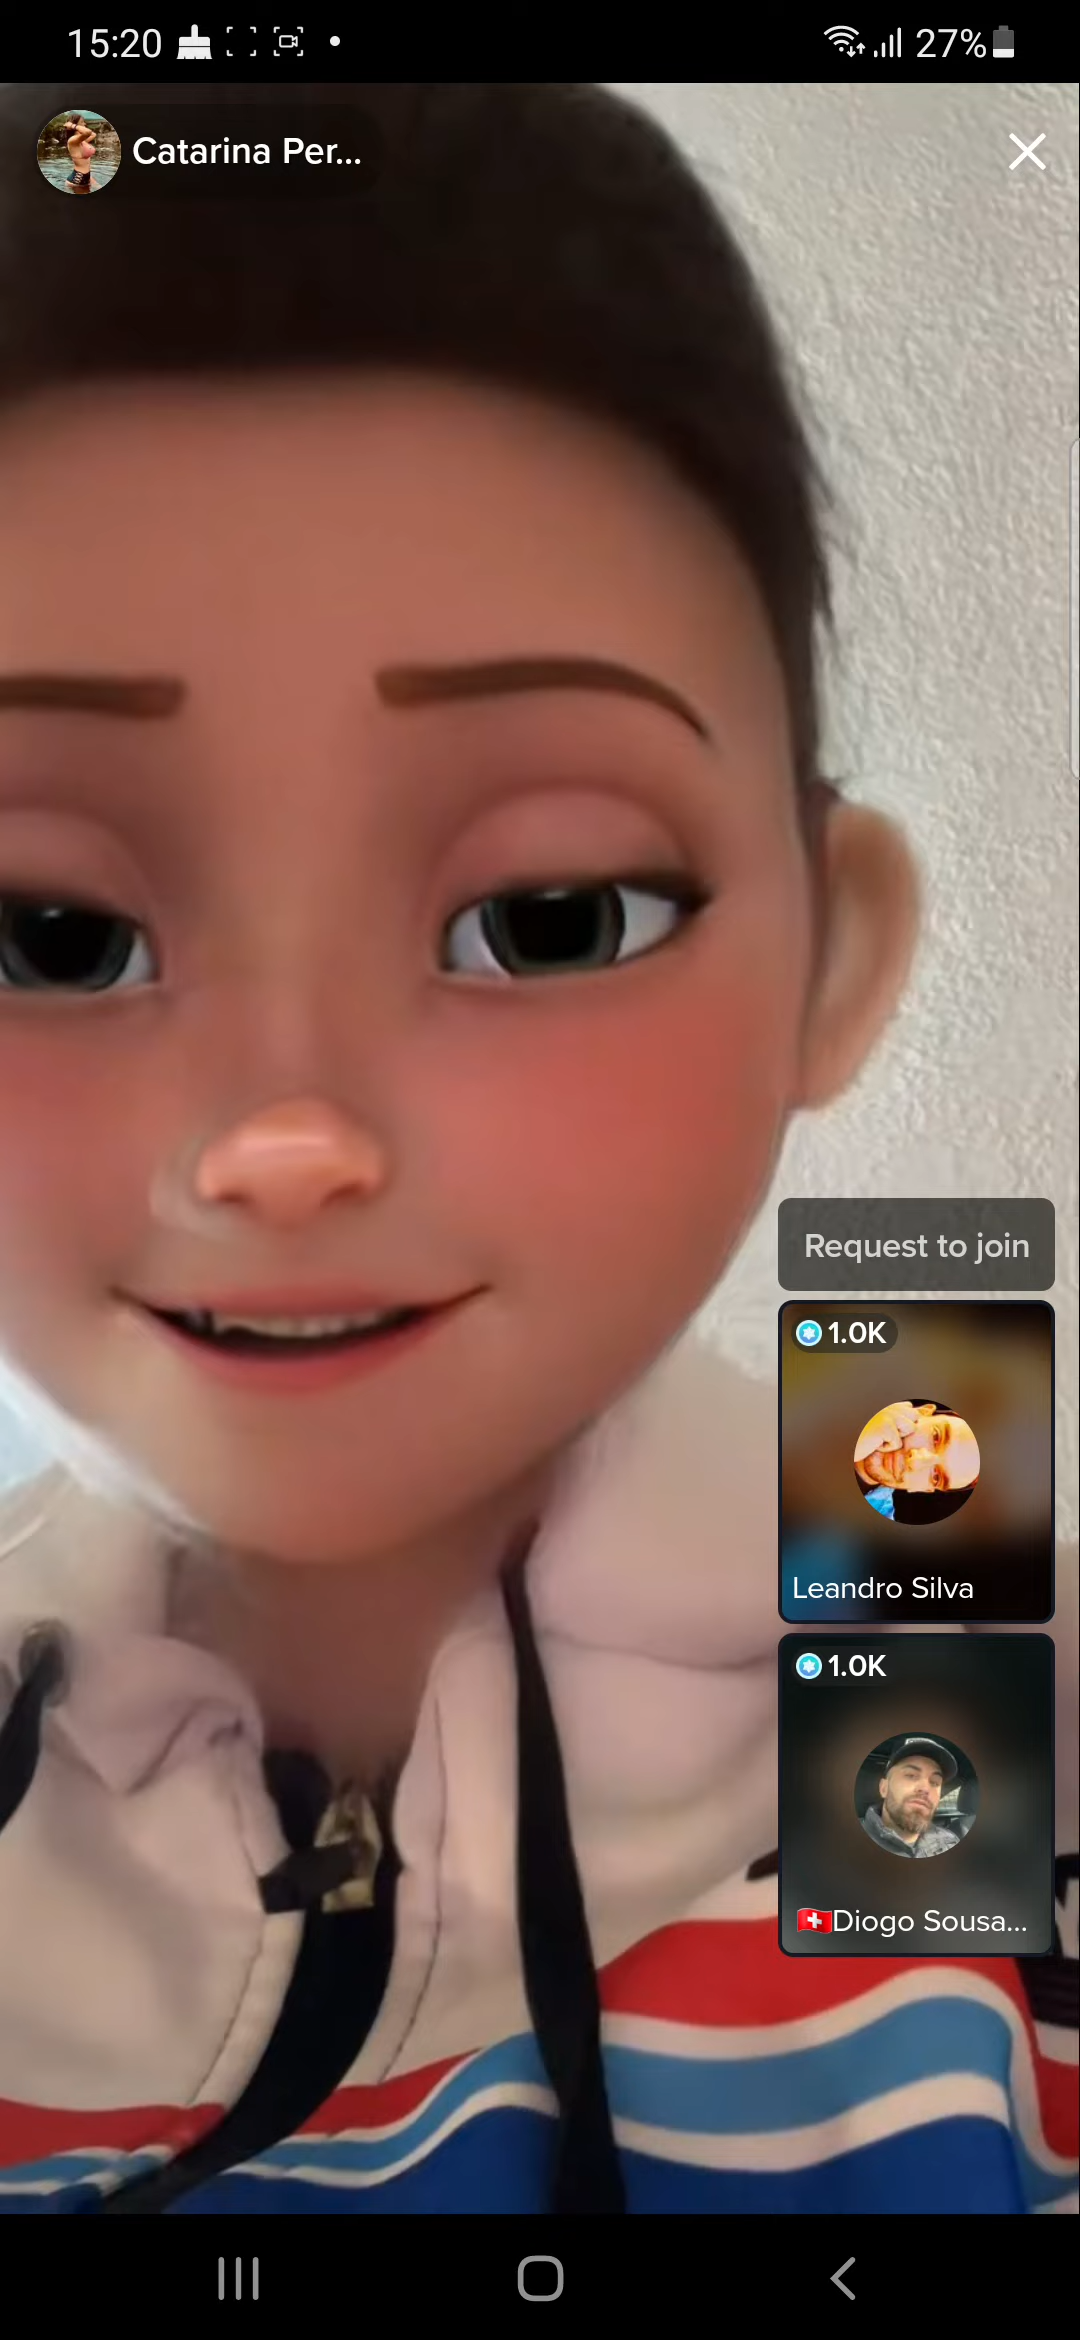 15:20
27%
Catarina Per...
Request to join
1.0K
Leandro Silva
1.0K
🇨🇭Diogo Sousa...